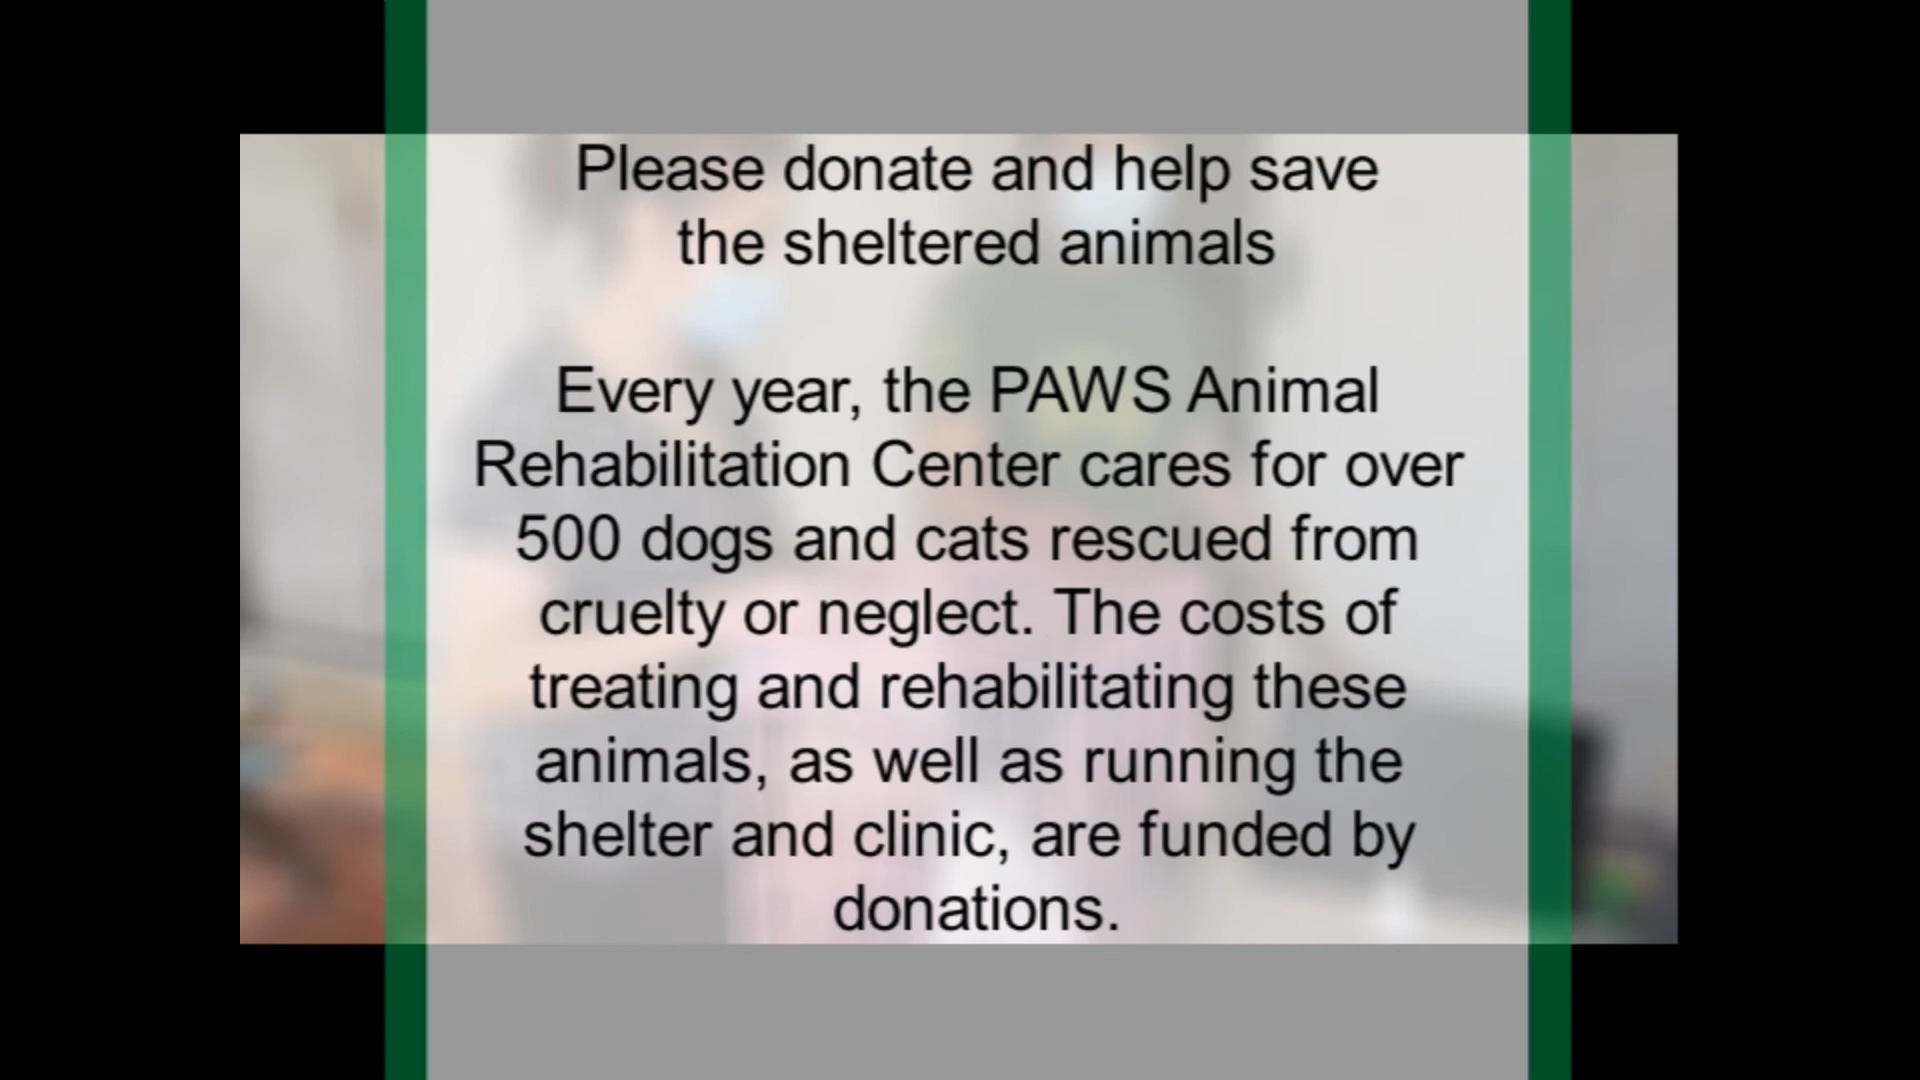 Please donate and help save
the sheltered animals
Every year, the PAWS Animal
Rehabilitation Center cares for over
500 dogs and cats rescued from
cruelty or neglect. The costs of
treating and rehabilitating these
animals, as well as running the
shelter and clinic, are funded by
donations.